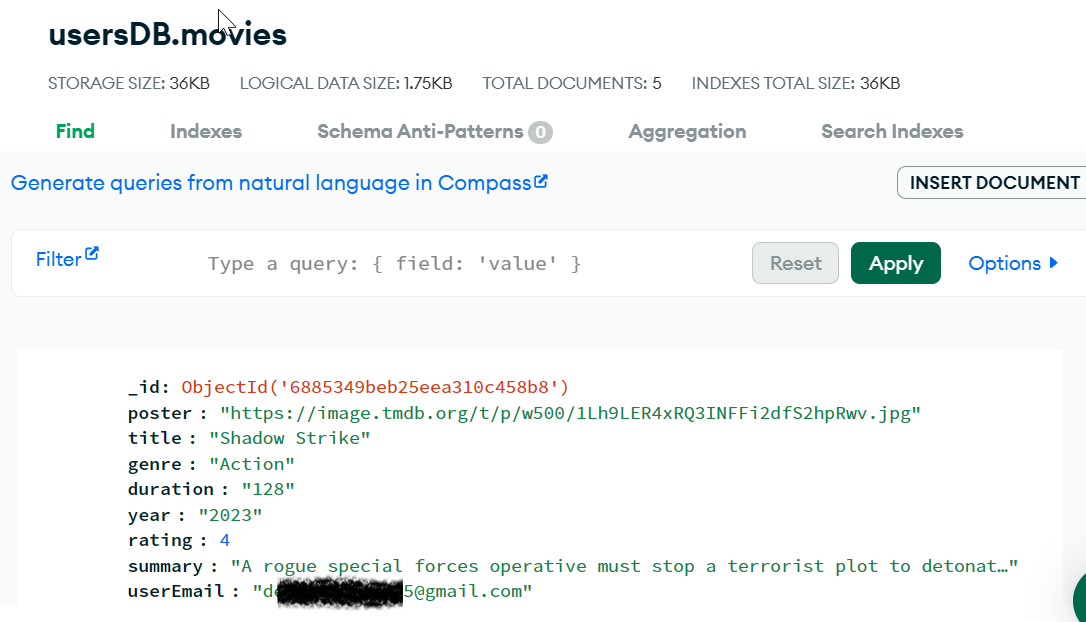 usersDB.movies
STORAGE SIZE: 36KB LOGICAL DATA SIZE: 1.75KB TOTAL DOCUMENTS: 5 INDEXES TOTAL SIZE: 36KB
Find Indexes Schema Anti-Patterns 0 Aggregation Search Indexes
Generate queries from natural language in Compass
INSERT DOCUMENT
Filter Type a query: { field: 'value' } Reset Apply Options
_id: ObjectId('6885349beb25eea310c458b8')
poster : "https://image.tmdb.org/t/p/w500/1Lh9LER4xRQ3INFFi2dfS2hpRwv.jpg"
title : "Shadow Strike"
genre : "Action"
duration : "128"
year : "2023"
rating : 4
summary : "A rogue special forces operative must stop a terrorist plot to detonat…"
userEmail : "de 5@gmail.com"